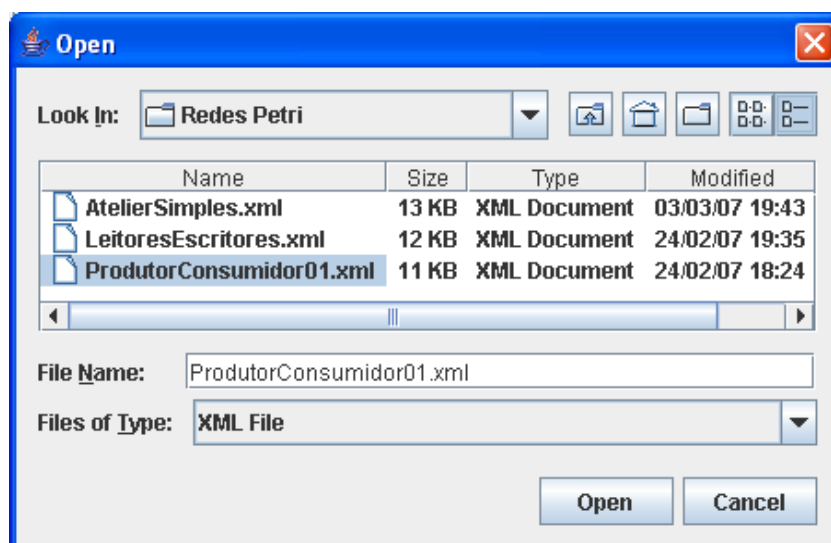 Open
Look In: Redes Petri
Name Size Type Modified
AtelierSimples.xml 13 KB XML Document 03/03/07 19:43
LeitoresEscritores.xml 12 KB XML Document 24/02/07 19:35
ProdutorConsumidor01.xml 11 KB XML Document 24/02/07 18:24
File Name: ProdutorConsumidor01.xml
Files of Type: XML File
Open Cancel